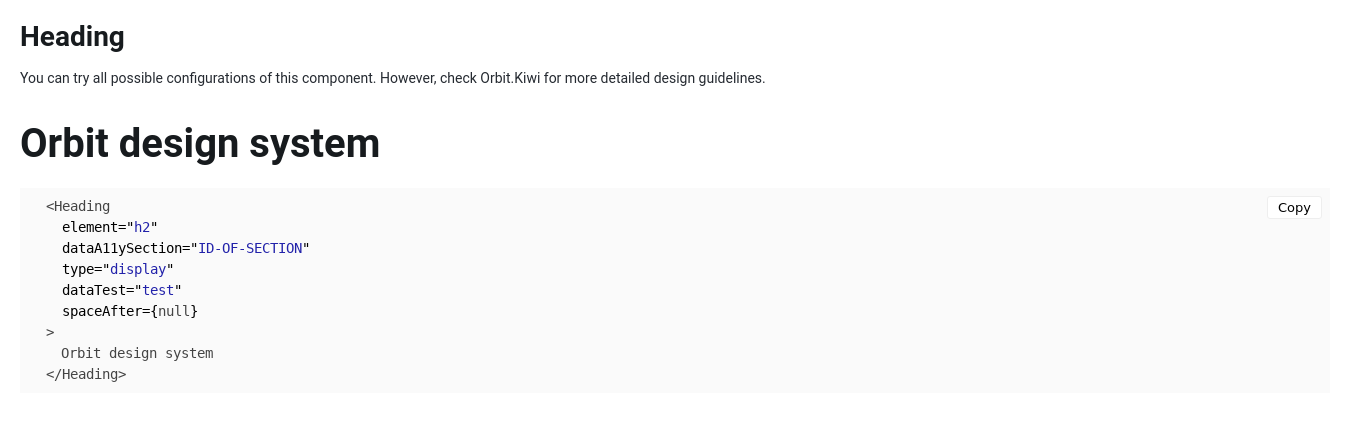 Heading
You can try all possible configurations of this component. However, check Orbit.Kiwi for more detailed design guidelines.
Orbit design system
Copy
<Heading
  element="h2"
  dataA11ySection="ID-OF-SECTION"
  type="display"
  dataTest="test"
  spaceAfter={null}
>
  Orbit design system
</Heading>